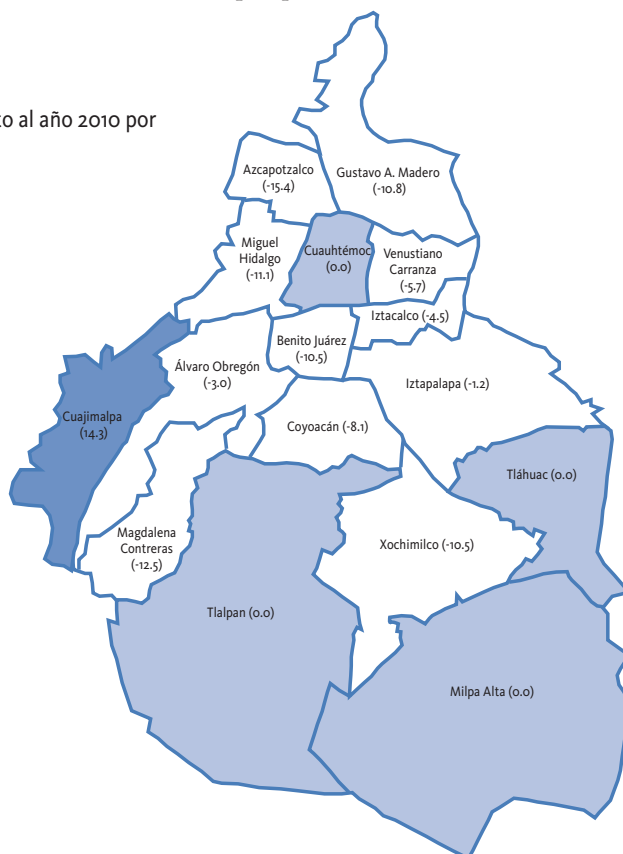 o al año 2010 por
Azcapotzalco
(-15.4)
Gustavo A. Madero
(-10.8)
Miguel
Hidalgo
(-11.1)
Cuauhtémoc
(0.0)
Venustiano
Carranza
(-5.7)
Iztacalco (-4.5)
Benito Juárez
(-10.5)
Álvaro Obregón
(-3.0)
Iztapalapa (-1.2)
Cuajimalpa
(14.3)
Coyoacán (-8.1)
Tláhuac (0.0)
Magdalena
Contreras
(-12.5)
Xochimilco (-10.5)
Tlalpan (0.0)
Milpa Alta (0.0)